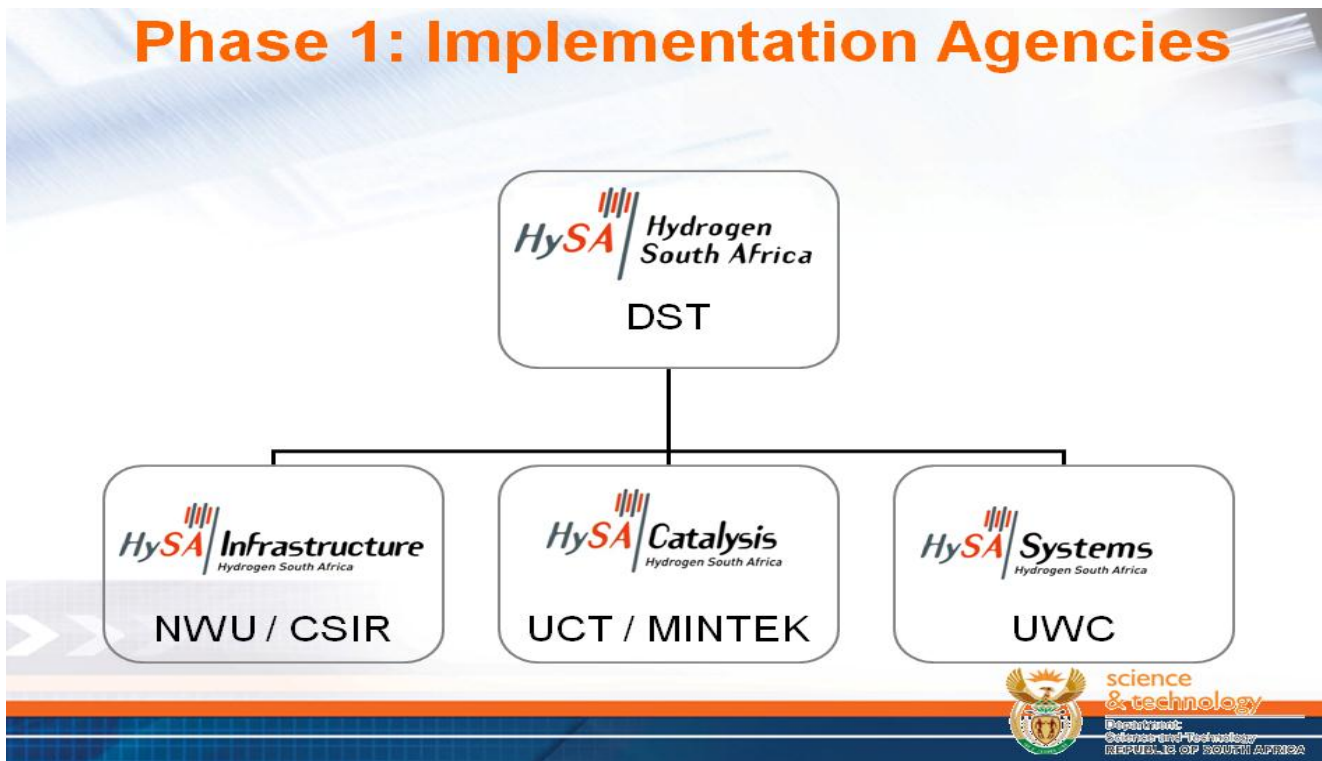 Phase 1: Implementation Agencies
HySA Hydrogen
South Africa
DST
HySA Infrastructure
Hydrogen South Africa
NWU / CSIR
HySA Catalysis
Hydrogen South Africa
UCT / MINTEK
HySA Systems
Hydrogen South Africa
UWC
science
& technology
Department:
Science and Technology
REPUBLIC OF SOUTH AFRICA